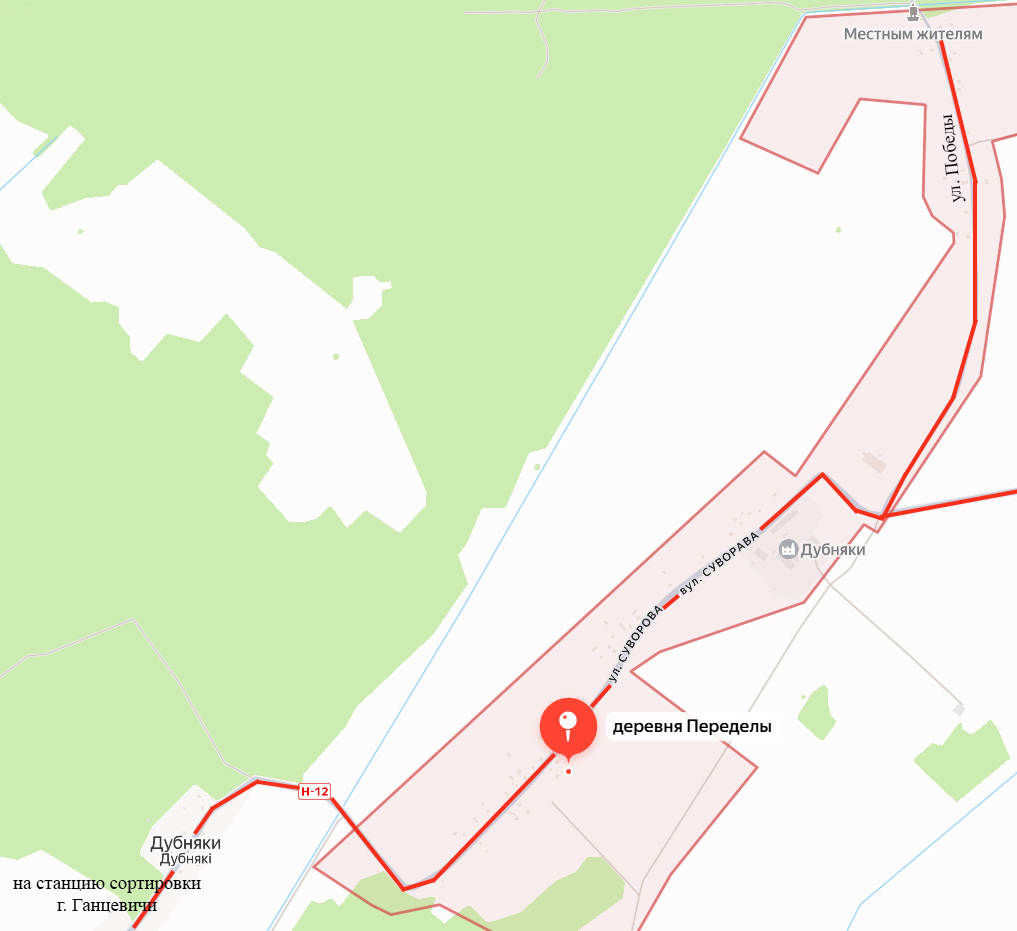 Местным жителям
ул. Победы
Дубняки
вул. СУВОРАВА
ул. СУВОРОВА
деревня Переделы
Н-12
Дубняки
Дубнякі
на станцию сортировки
г. Ганцевичи